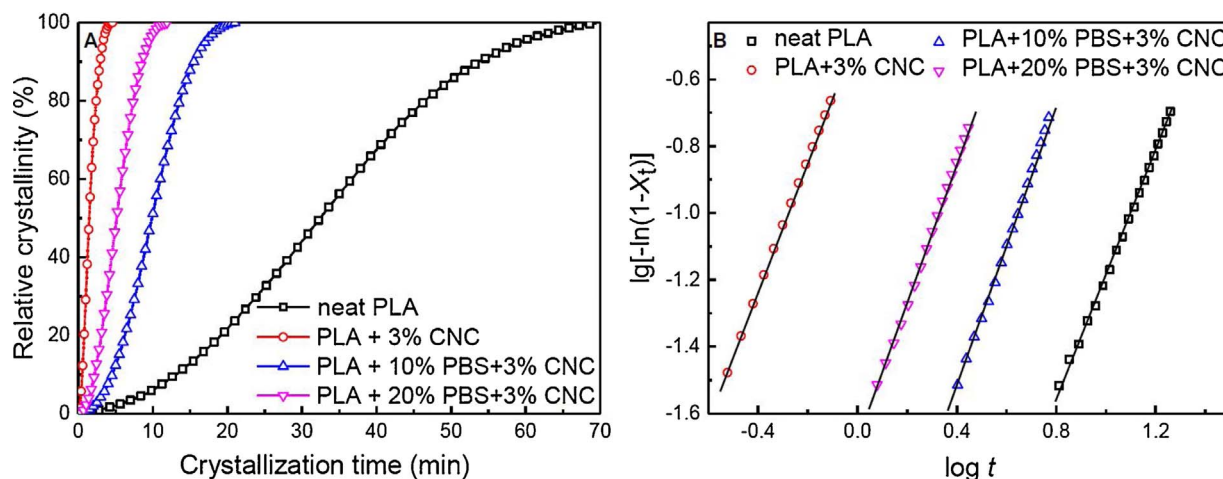 A
Relative crystallinity (%)
100
80
60
40
20
0
neat PLA
PLA + 3% CNC
PLA + 10% PBS+3% CNC
PLA + 20% PBS+3% CNC
0 10 20 30 40 50 60 70
Crystallization time (min)
B
neat PLA
PLA+3% CNC
PLA+10% PBS+3% CNC
PLA+20% PBS+3% CNC
lg[-ln(1-Xt)]
-0.6
-0.8
-1.0
-1.2
-1.4
-1.6
-0.4 0.0 0.4 0.8 1.2
log t